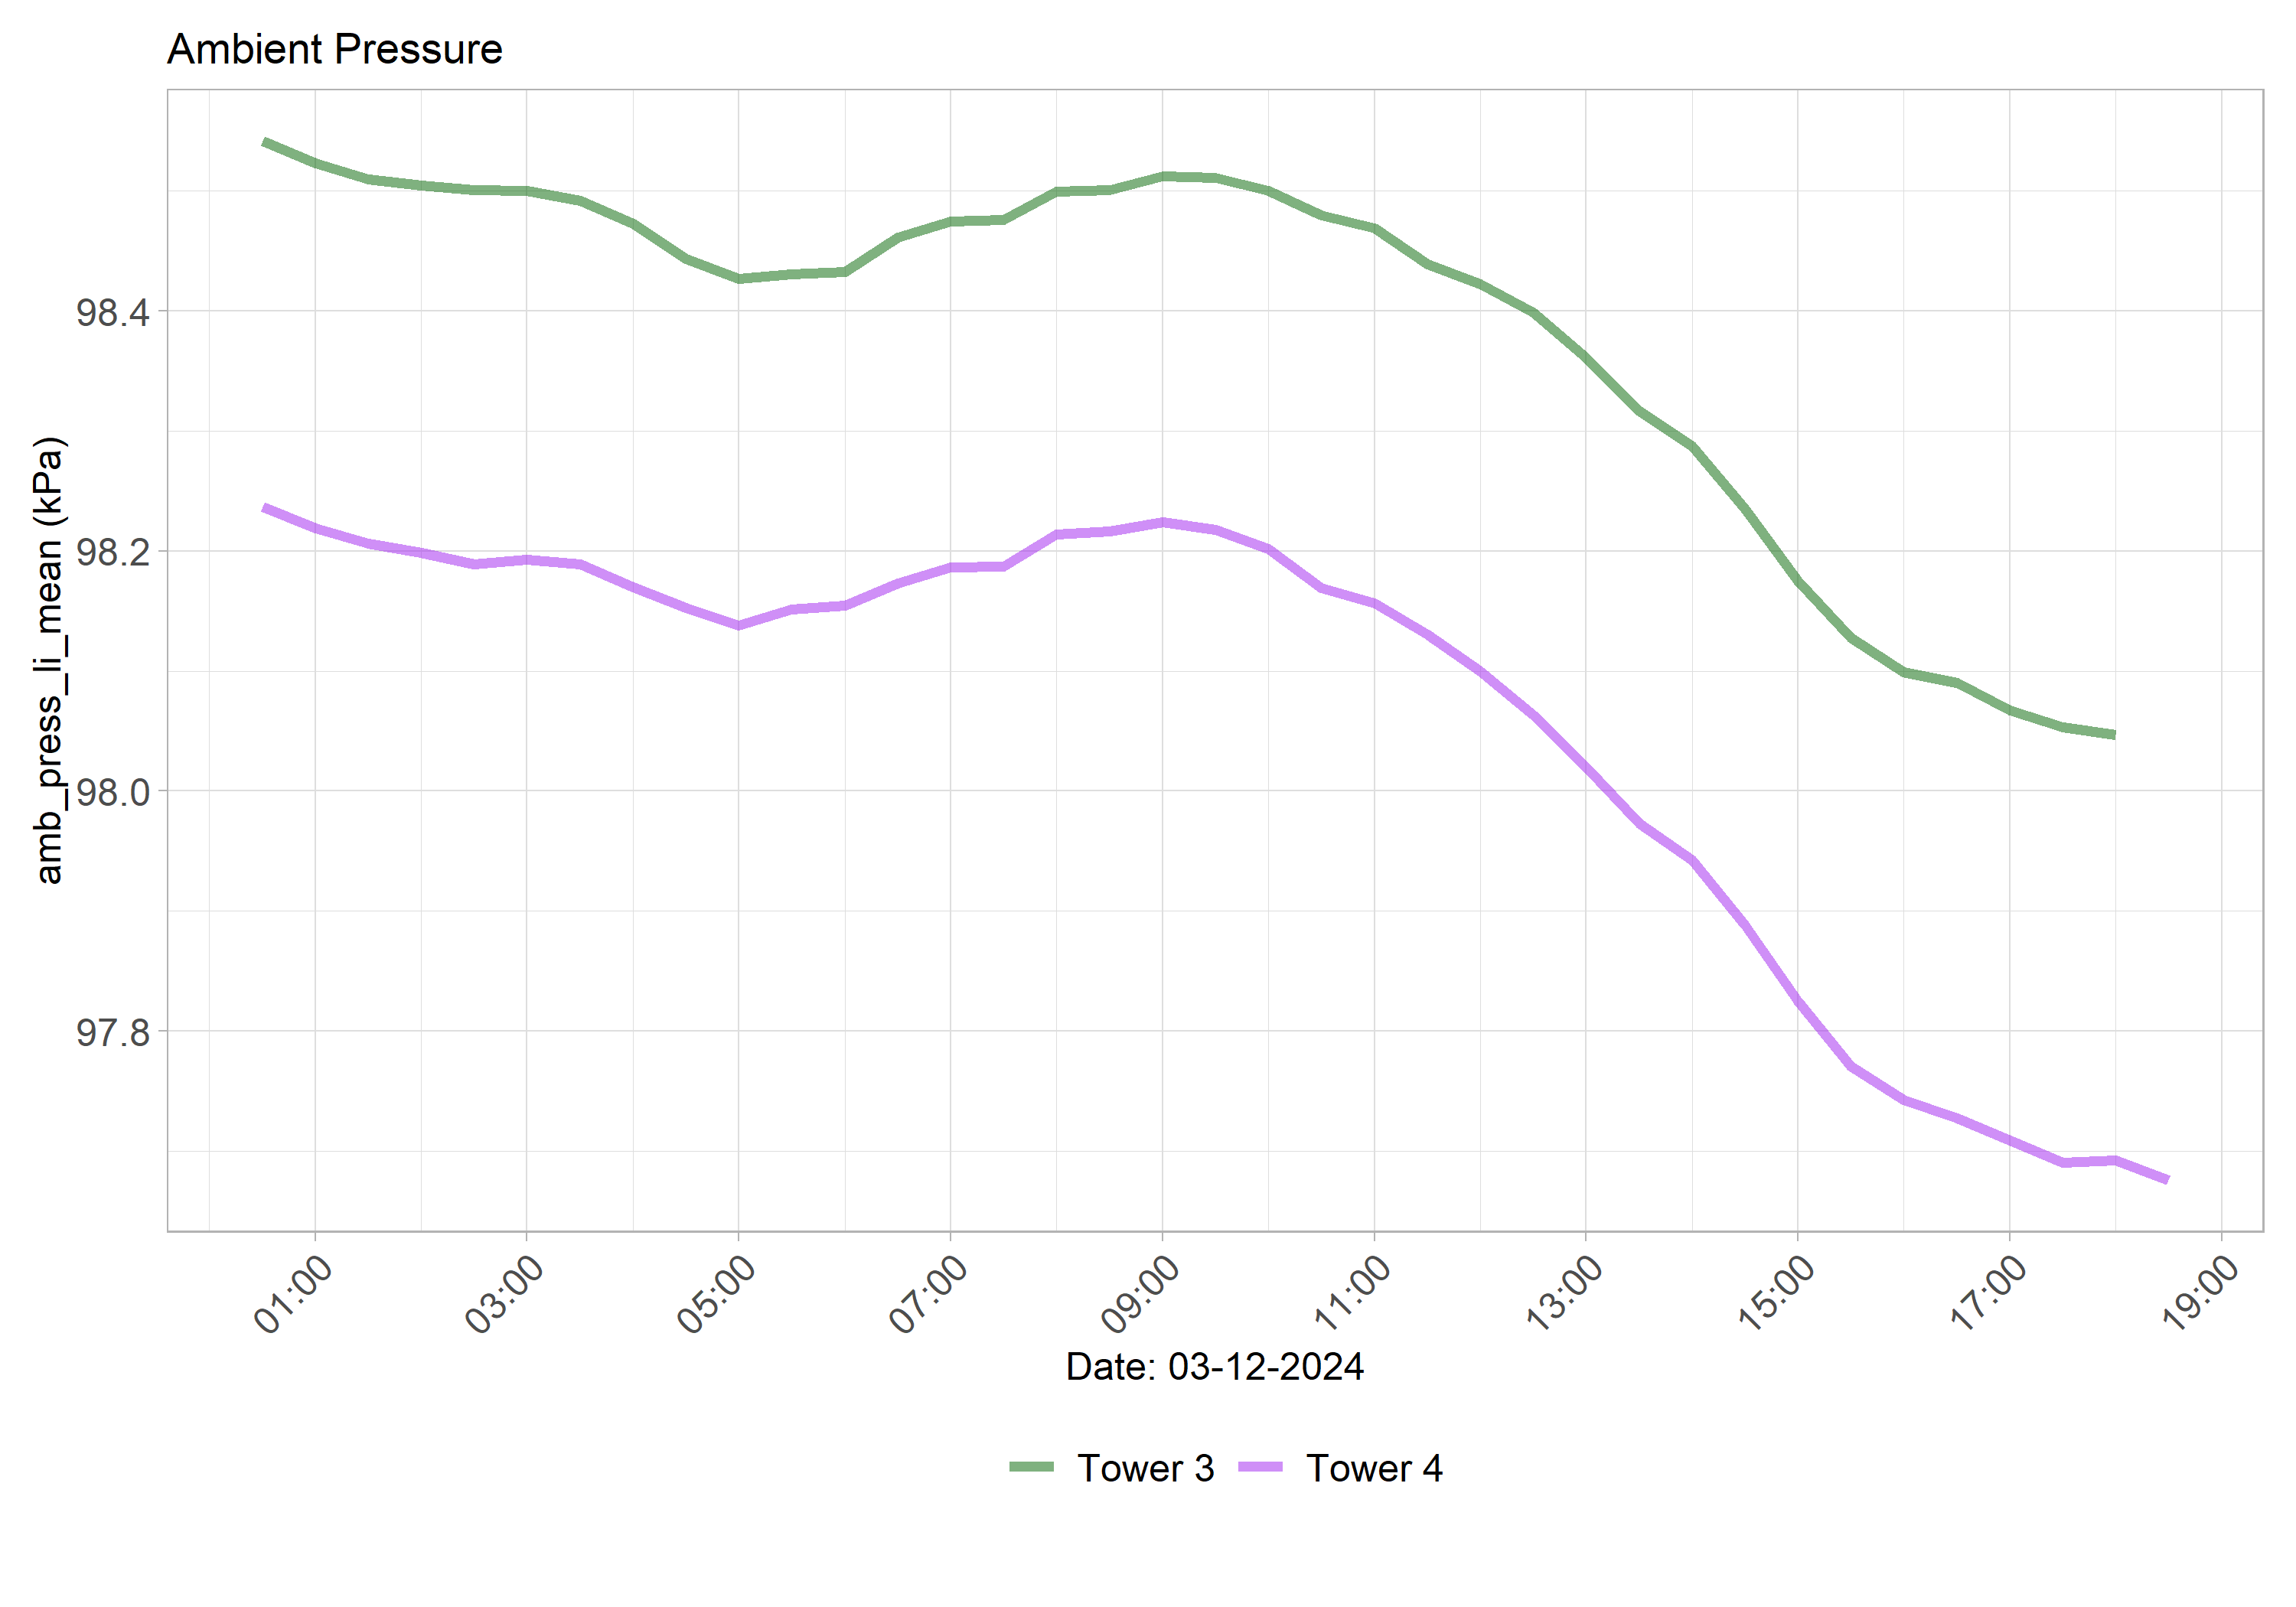 Ambient Pressure
amb_press_li_mean (kPa)
98.4
98.2
98.0
97.8
01:00 03:00 05:00 07:00 09:00 11:00 13:00 15:00 17:00 19:00
Date: 03-12-2024
Tower 3 Tower 4